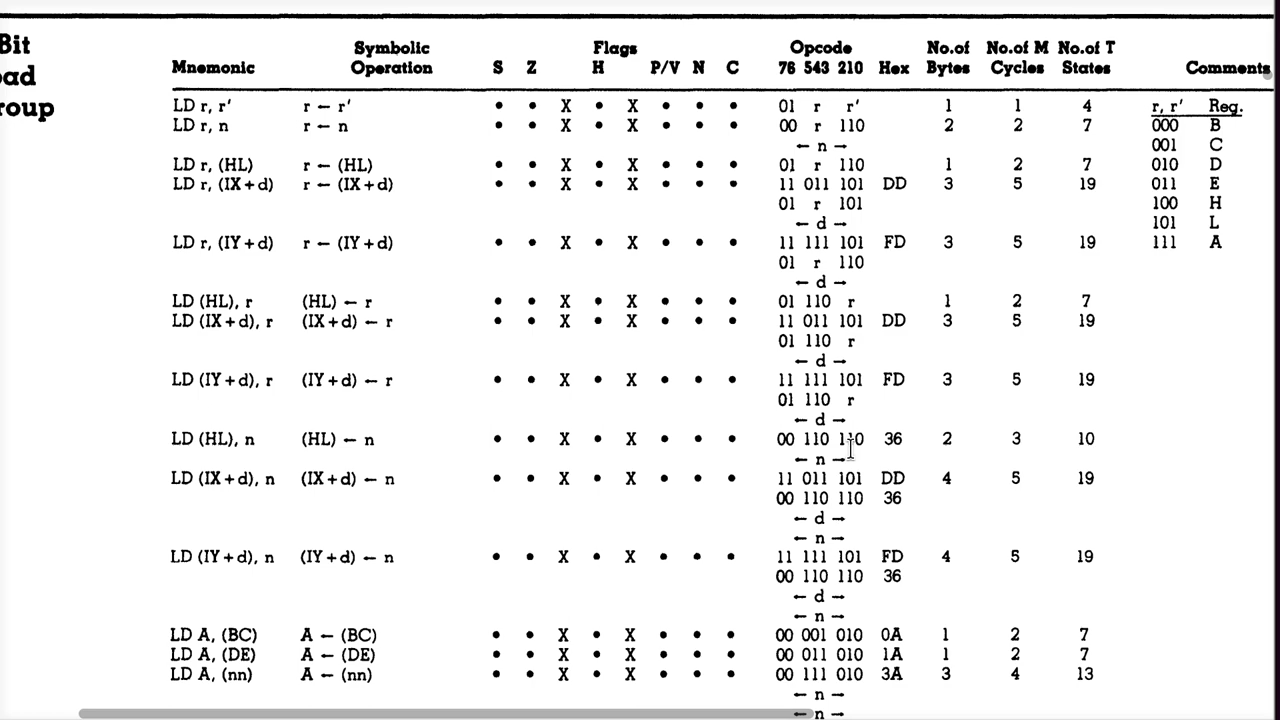 Bit
ad
roup
Symbolic Flags Opcode No.of No.of M No.of T
Mnemonic Operation S Z H P/V N C 76 543 210 Hex Bytes Cycles States Comments
LD r, r' r ← r' • • X • X • • • 01 r r' 1 1 4 r, r' Reg.
LD r, n r ← n • • X • X • • • 00 r 110 2 2 7 000 B
← n → 001 C
LD r, (HL) r ← (HL) • • X • X • • • 01 r 110 1 2 7 010 D
LD r, (IX+d) r ← (IX+d) • • X • X • • • 11 011 101 DD 3 5 19 011 E
01 r 101 100 H
← d → 101 L
LD r, (IY+d) r ← (IY+d) • • X • X • • • 11 111 101 FD 3 5 19 111 A
01 r 110
← d →
LD (HL), r (HL) ← r • • X • X • • • 01 110 r 1 2 7
LD (IX+d), r (IX+d) ← r • • X • X • • • 11 011 101 DD 3 5 19
01 110 r
← d →
LD (IY+d), r (IY+d) ← r • • X • X • • • 11 111 101 FD 3 5 19
01 110 r
← d →
LD (HL), n (HL) ← n • • X • X • • • 00 110 110 36 2 3 10
← n →
LD (IX+d), n (IX+d) ← n • • X • X • • • 11 011 101 DD 4 5 19
00 110 110 36
← d →
← n →
LD (IY+d), n (IY+d) ← n • • X • X • • • 11 111 101 FD 4 5 19
00 110 110 36
← d →
← n →
LD A, (BC) A ← (BC) • • X • X • • • 00 001 010 0A 1 2 7
LD A, (DE) A ← (DE) • • X • X • • • 00 011 010 1A 1 2 7
LD A, (nn) A ← (nn) • • X • X • • • 00 111 010 3A 3 4 13
← n →
← n →